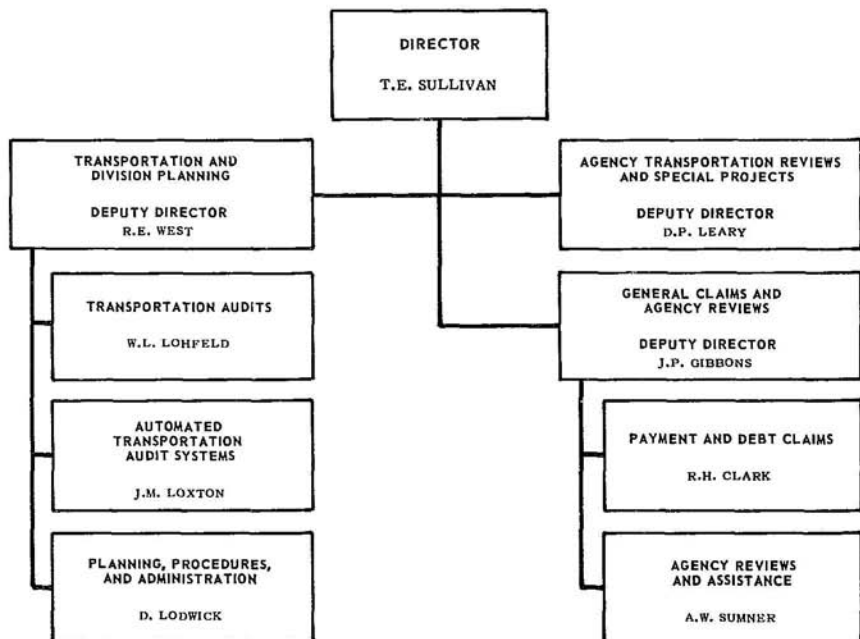 DIRECTOR
T.E. SULLIVAN
TRANSPORTATION AND
DIVISION PLANNING
DEPUTY DIRECTOR
R.E. WEST
AGENCY TRANSPORTATION REVIEWS
AND SPECIAL PROJECTS
DEPUTY DIRECTOR
D.P. LEARY
TRANSPORTATION AUDITS
W.L. LOHFELD
GENERAL CLAIMS AND
AGENCY REVIEWS
DEPUTY DIRECTOR
J.P. GIBBONS
AUTOMATED
TRANSPORTATION
AUDIT SYSTEMS
J.M. LOXTON
PAYMENT AND DEBT CLAIMS
R.H. CLARK
PLANNING, PROCEDURES,
AND ADMINISTRATION
D. LODWICK
AGENCY REVIEWS
AND ASSISTANCE
A.W. SUMNER